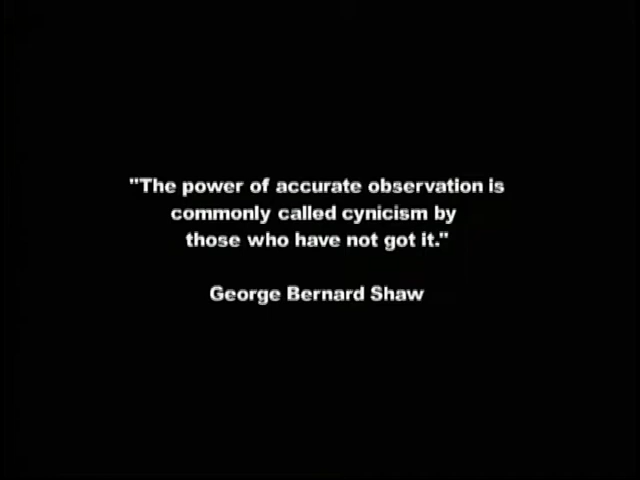 "The power of accurate observation is
commonly called cynicism by
those who have not got it."
George Bernard Shaw